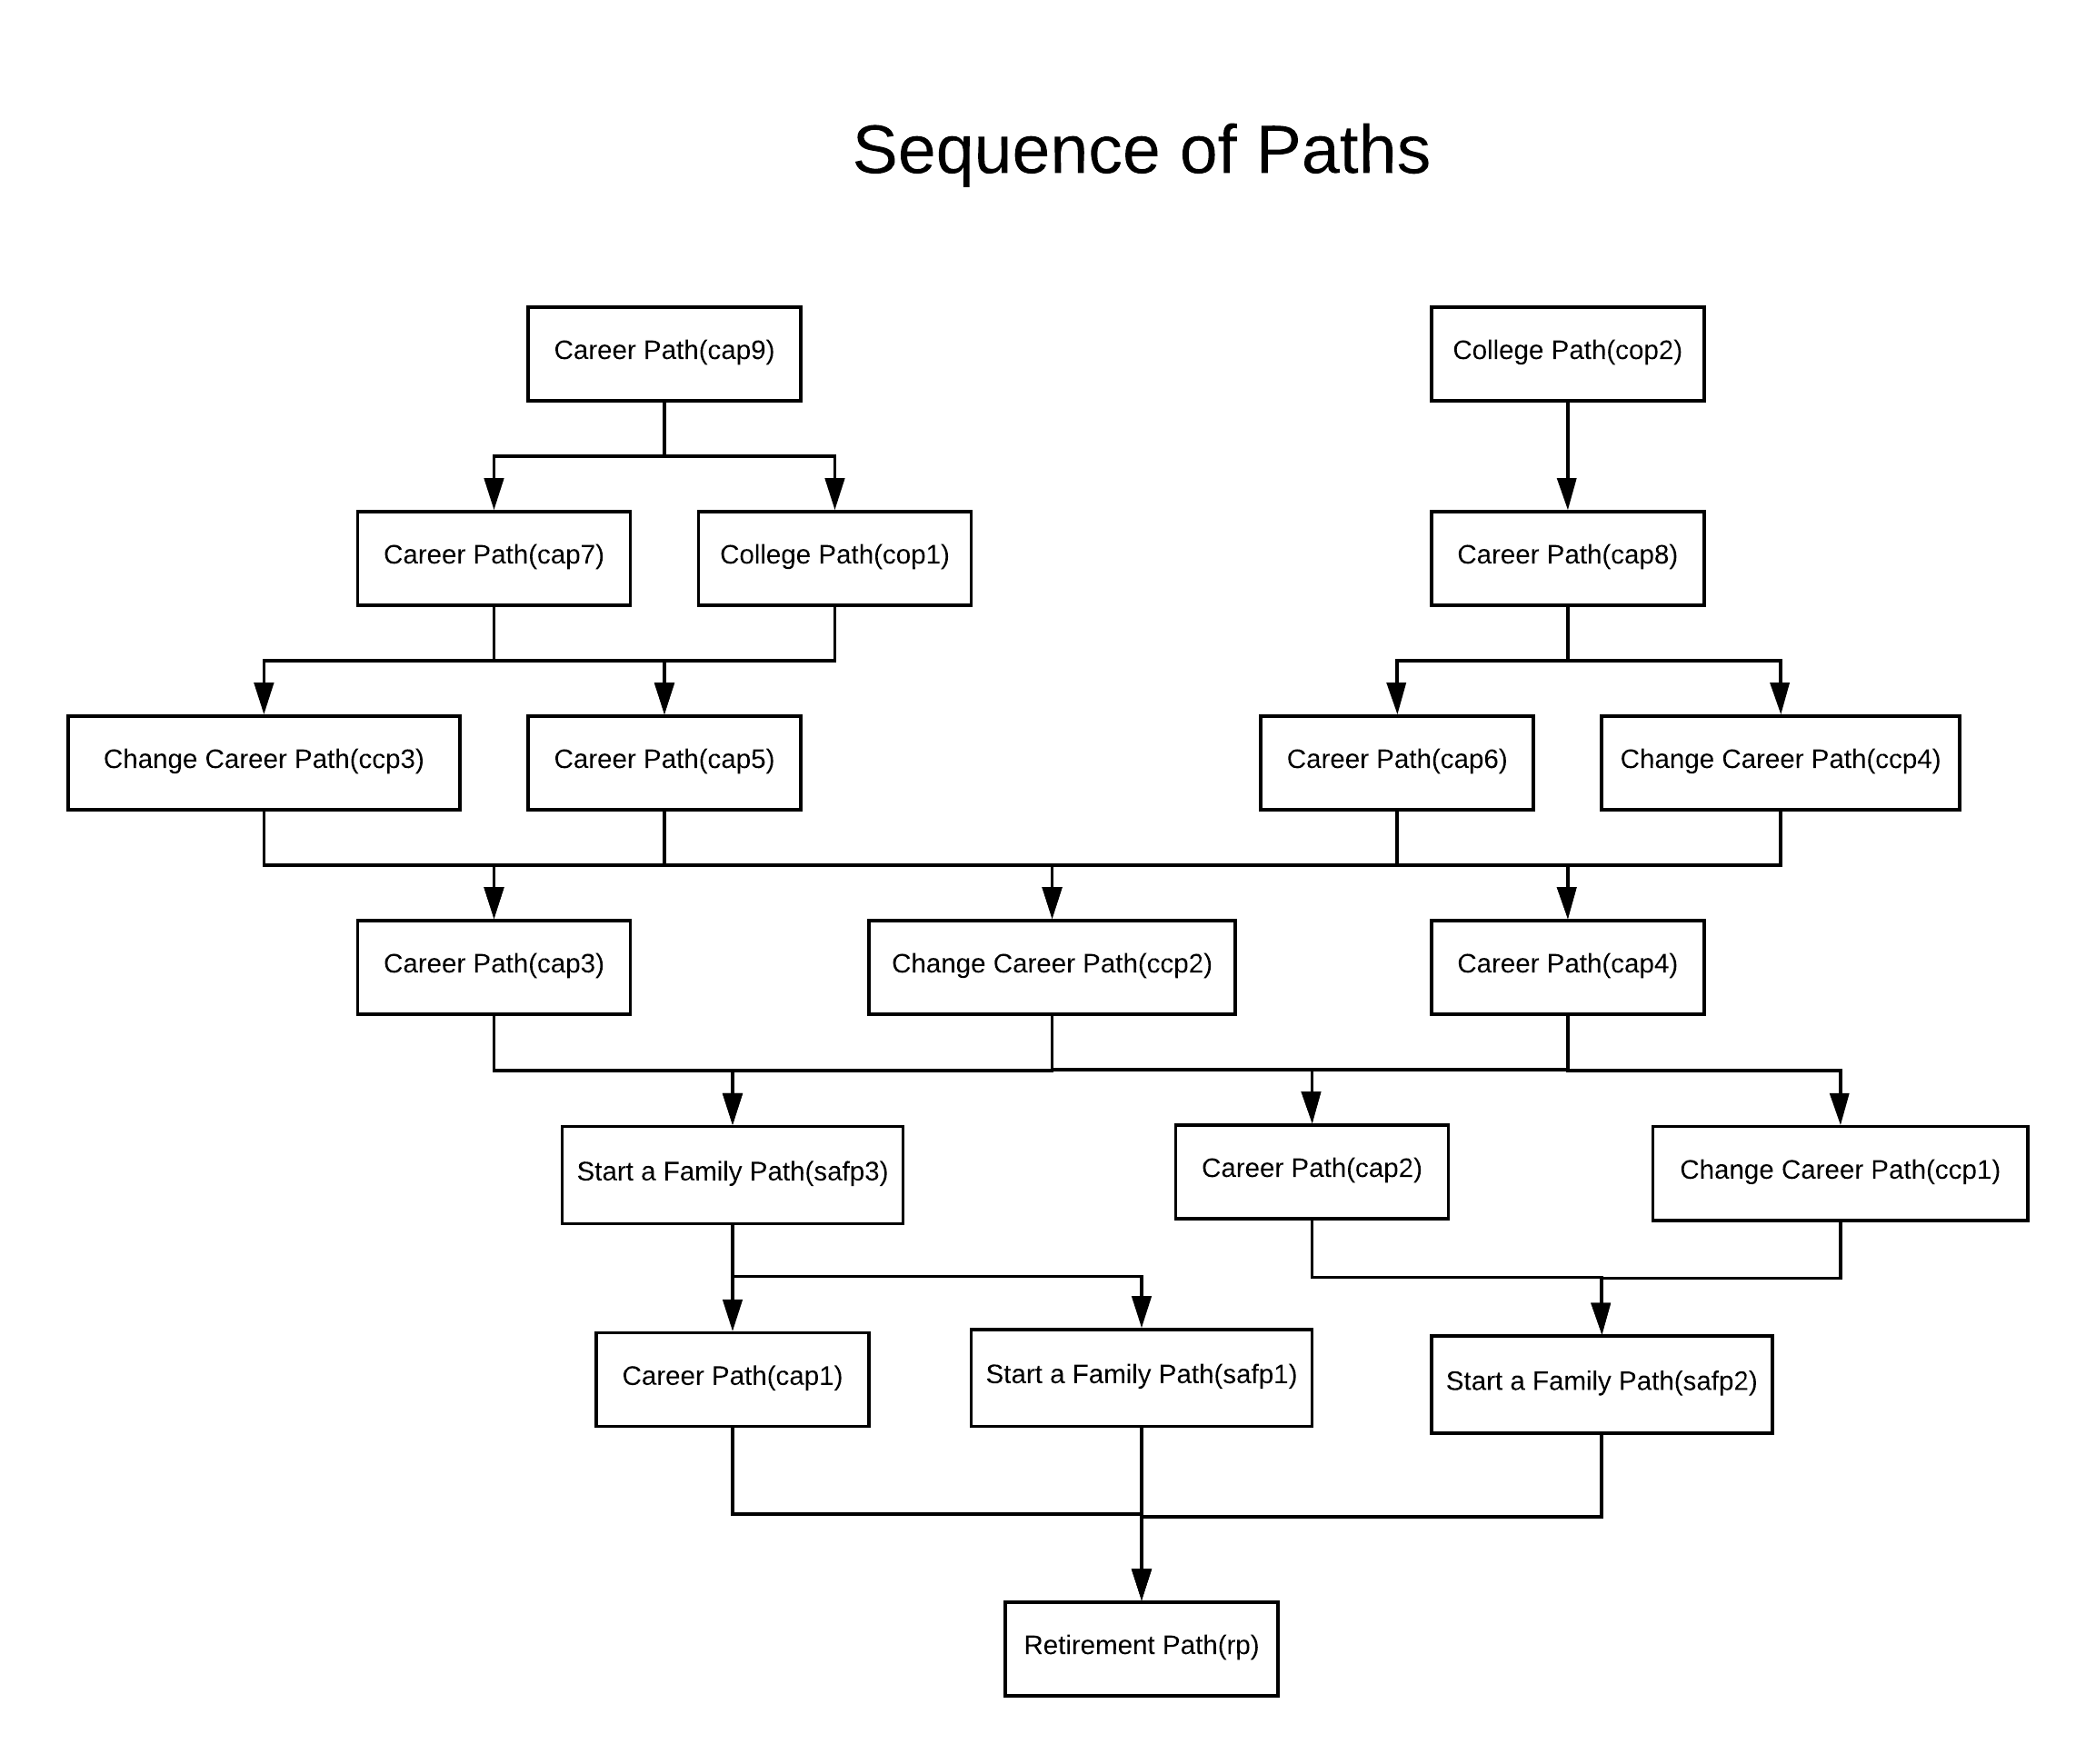 Sequence of Paths
Career Path(cap9)
College Path(cop2)
Career Path(cap7)
College Path(cop1)
Career Path(cap8)
Change Career Path(ccp3)
Career Path(cap5)
Career Path(cap6)
Change Career Path(ccp4)
Career Path(cap3)
Change Career Path(ccp2)
Career Path(cap4)
Start a Family Path(safp3)
Career Path(cap2)
Change Career Path(ccp1)
Career Path(cap1)
Start a Family Path(safp1)
Start a Family Path(safp2)
Retirement Path(rp)